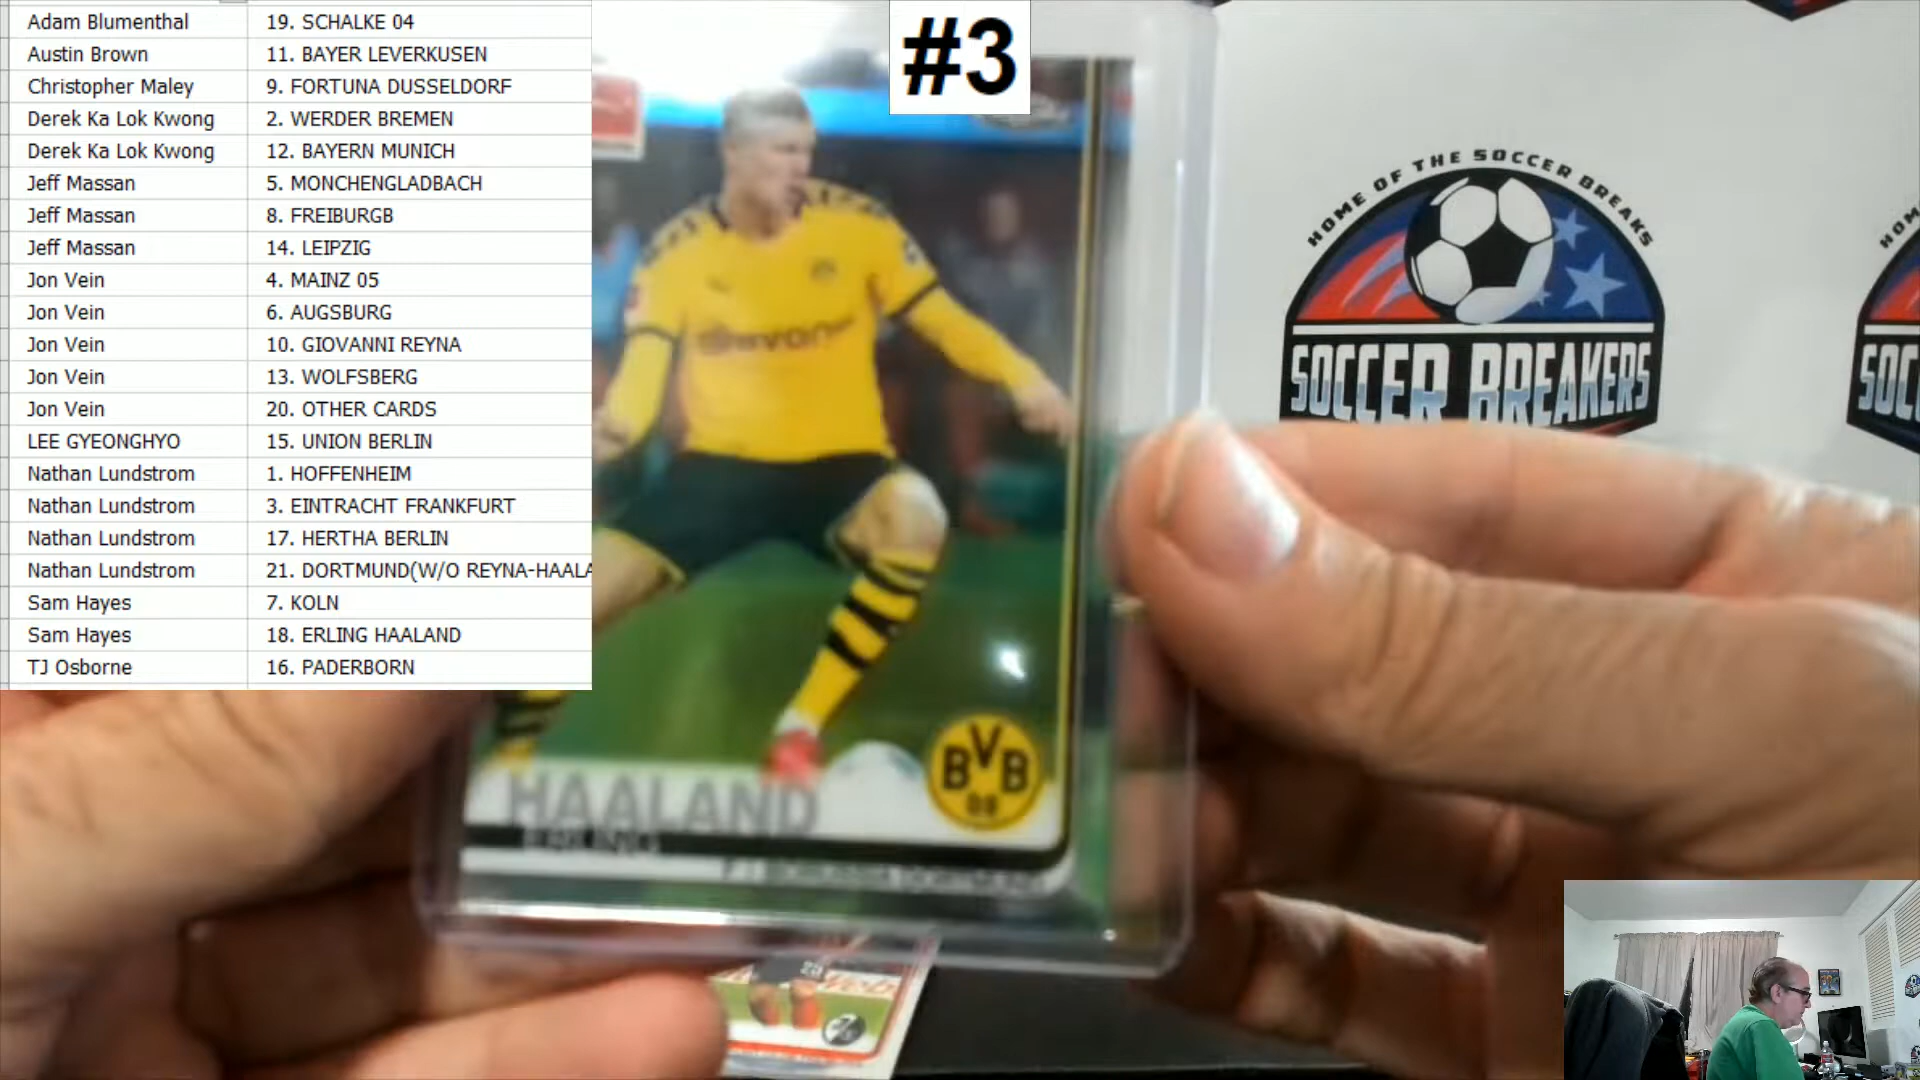 Adam Blumenthal 19. SCHALKE 04
Austin Brown 11. BAYER LEVERKUSEN
Christopher Maley 9. FORTUNA DUSSELDORF
Derek Ka Lok Kwong 2. WERDER BREMEN
Derek Ka Lok Kwong 12. BAYERN MUNICH
Jeff Massan 5. MONCHENGLADBACH
Jeff Massan 8. FREIBURGB
Jeff Massan 14. LEIPZIG
Jon Vein 4. MAINZ 05
Jon Vein 6. AUGSBURG
Jon Vein 10. GIOVANNI REYNA
Jon Vein 13. WOLFSBERG
Jon Vein 20. OTHER CARDS
LEE GYEONGHYO 15. UNION BERLIN
Nathan Lundstrom 1. HOFFENHEIM
Nathan Lundstrom 3. EINTRACHT FRANKFURT
Nathan Lundstrom 17. HERTHA BERLIN
Nathan Lundstrom 21. DORTMUND(W/O REYNA-HAALA
Sam Hayes 7. KOLN
Sam Hayes 18. ERLING HAALAND
TJ Osborne 16. PADERBORN
#3
HOME OF THE SOCCER BREAKS
SOCCER BREAKERS
HOM
SOC
BVB
09
HAALAND
ERLING
BORUSSIA DORTMUND